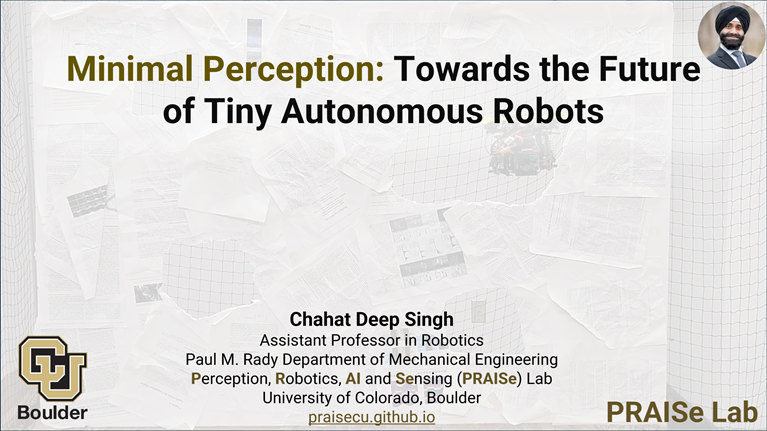 Minimal Perception: Towards the Future
of Tiny Autonomous Robots
Chahat Deep Singh
Assistant Professor in Robotics
Paul M. Rady Department of Mechanical Engineering
Perception, Robotics, AI and Sensing (PRAISe) Lab
University of Colorado, Boulder
praisecu.github.io
CU
Boulder
PRAISe Lab